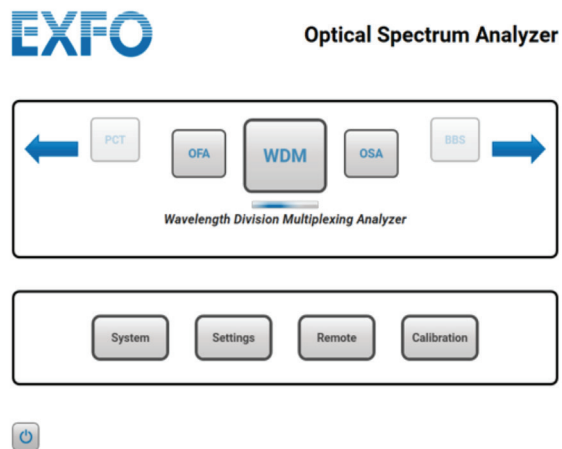 EXFO
Optical Spectrum Analyzer
PCT
OFA
WDM
OSA
BBS
Wavelength Division Multiplexing Analyzer
System
Settings
Remote
Calibration